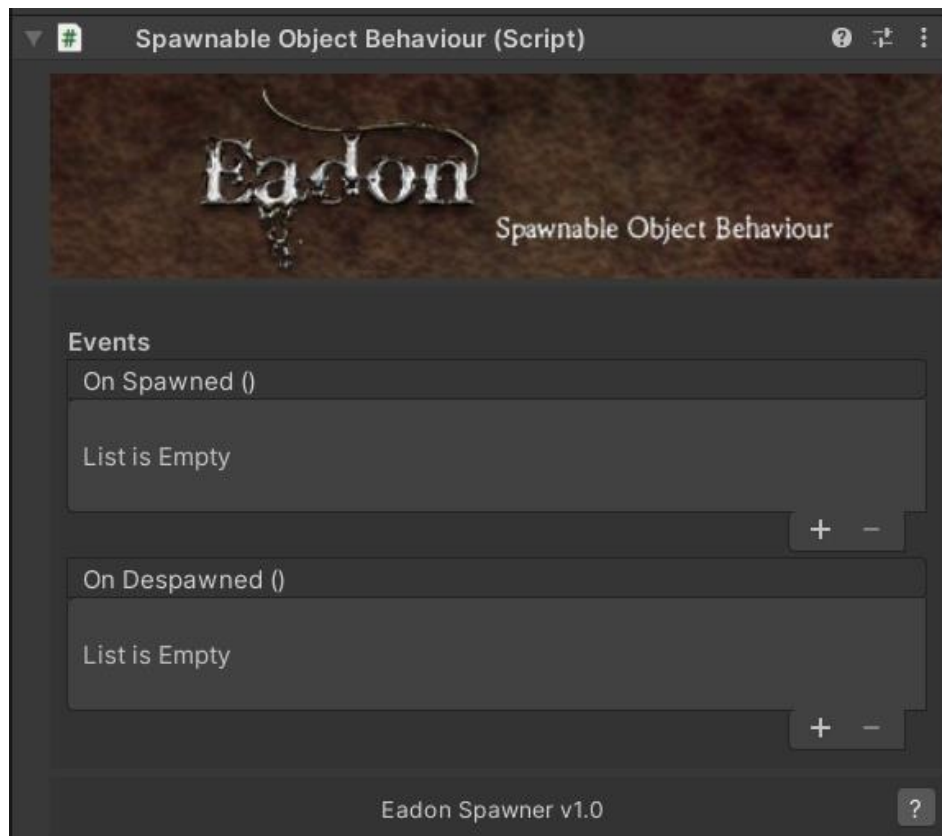 # Spawnable Object Behaviour (Script) ?
Eadon
Spawnable Object Behaviour
Events
On Spawned ()
List is Empty
+ −
On Despawned ()
List is Empty
+ −
Eadon Spawner v1.0 ?